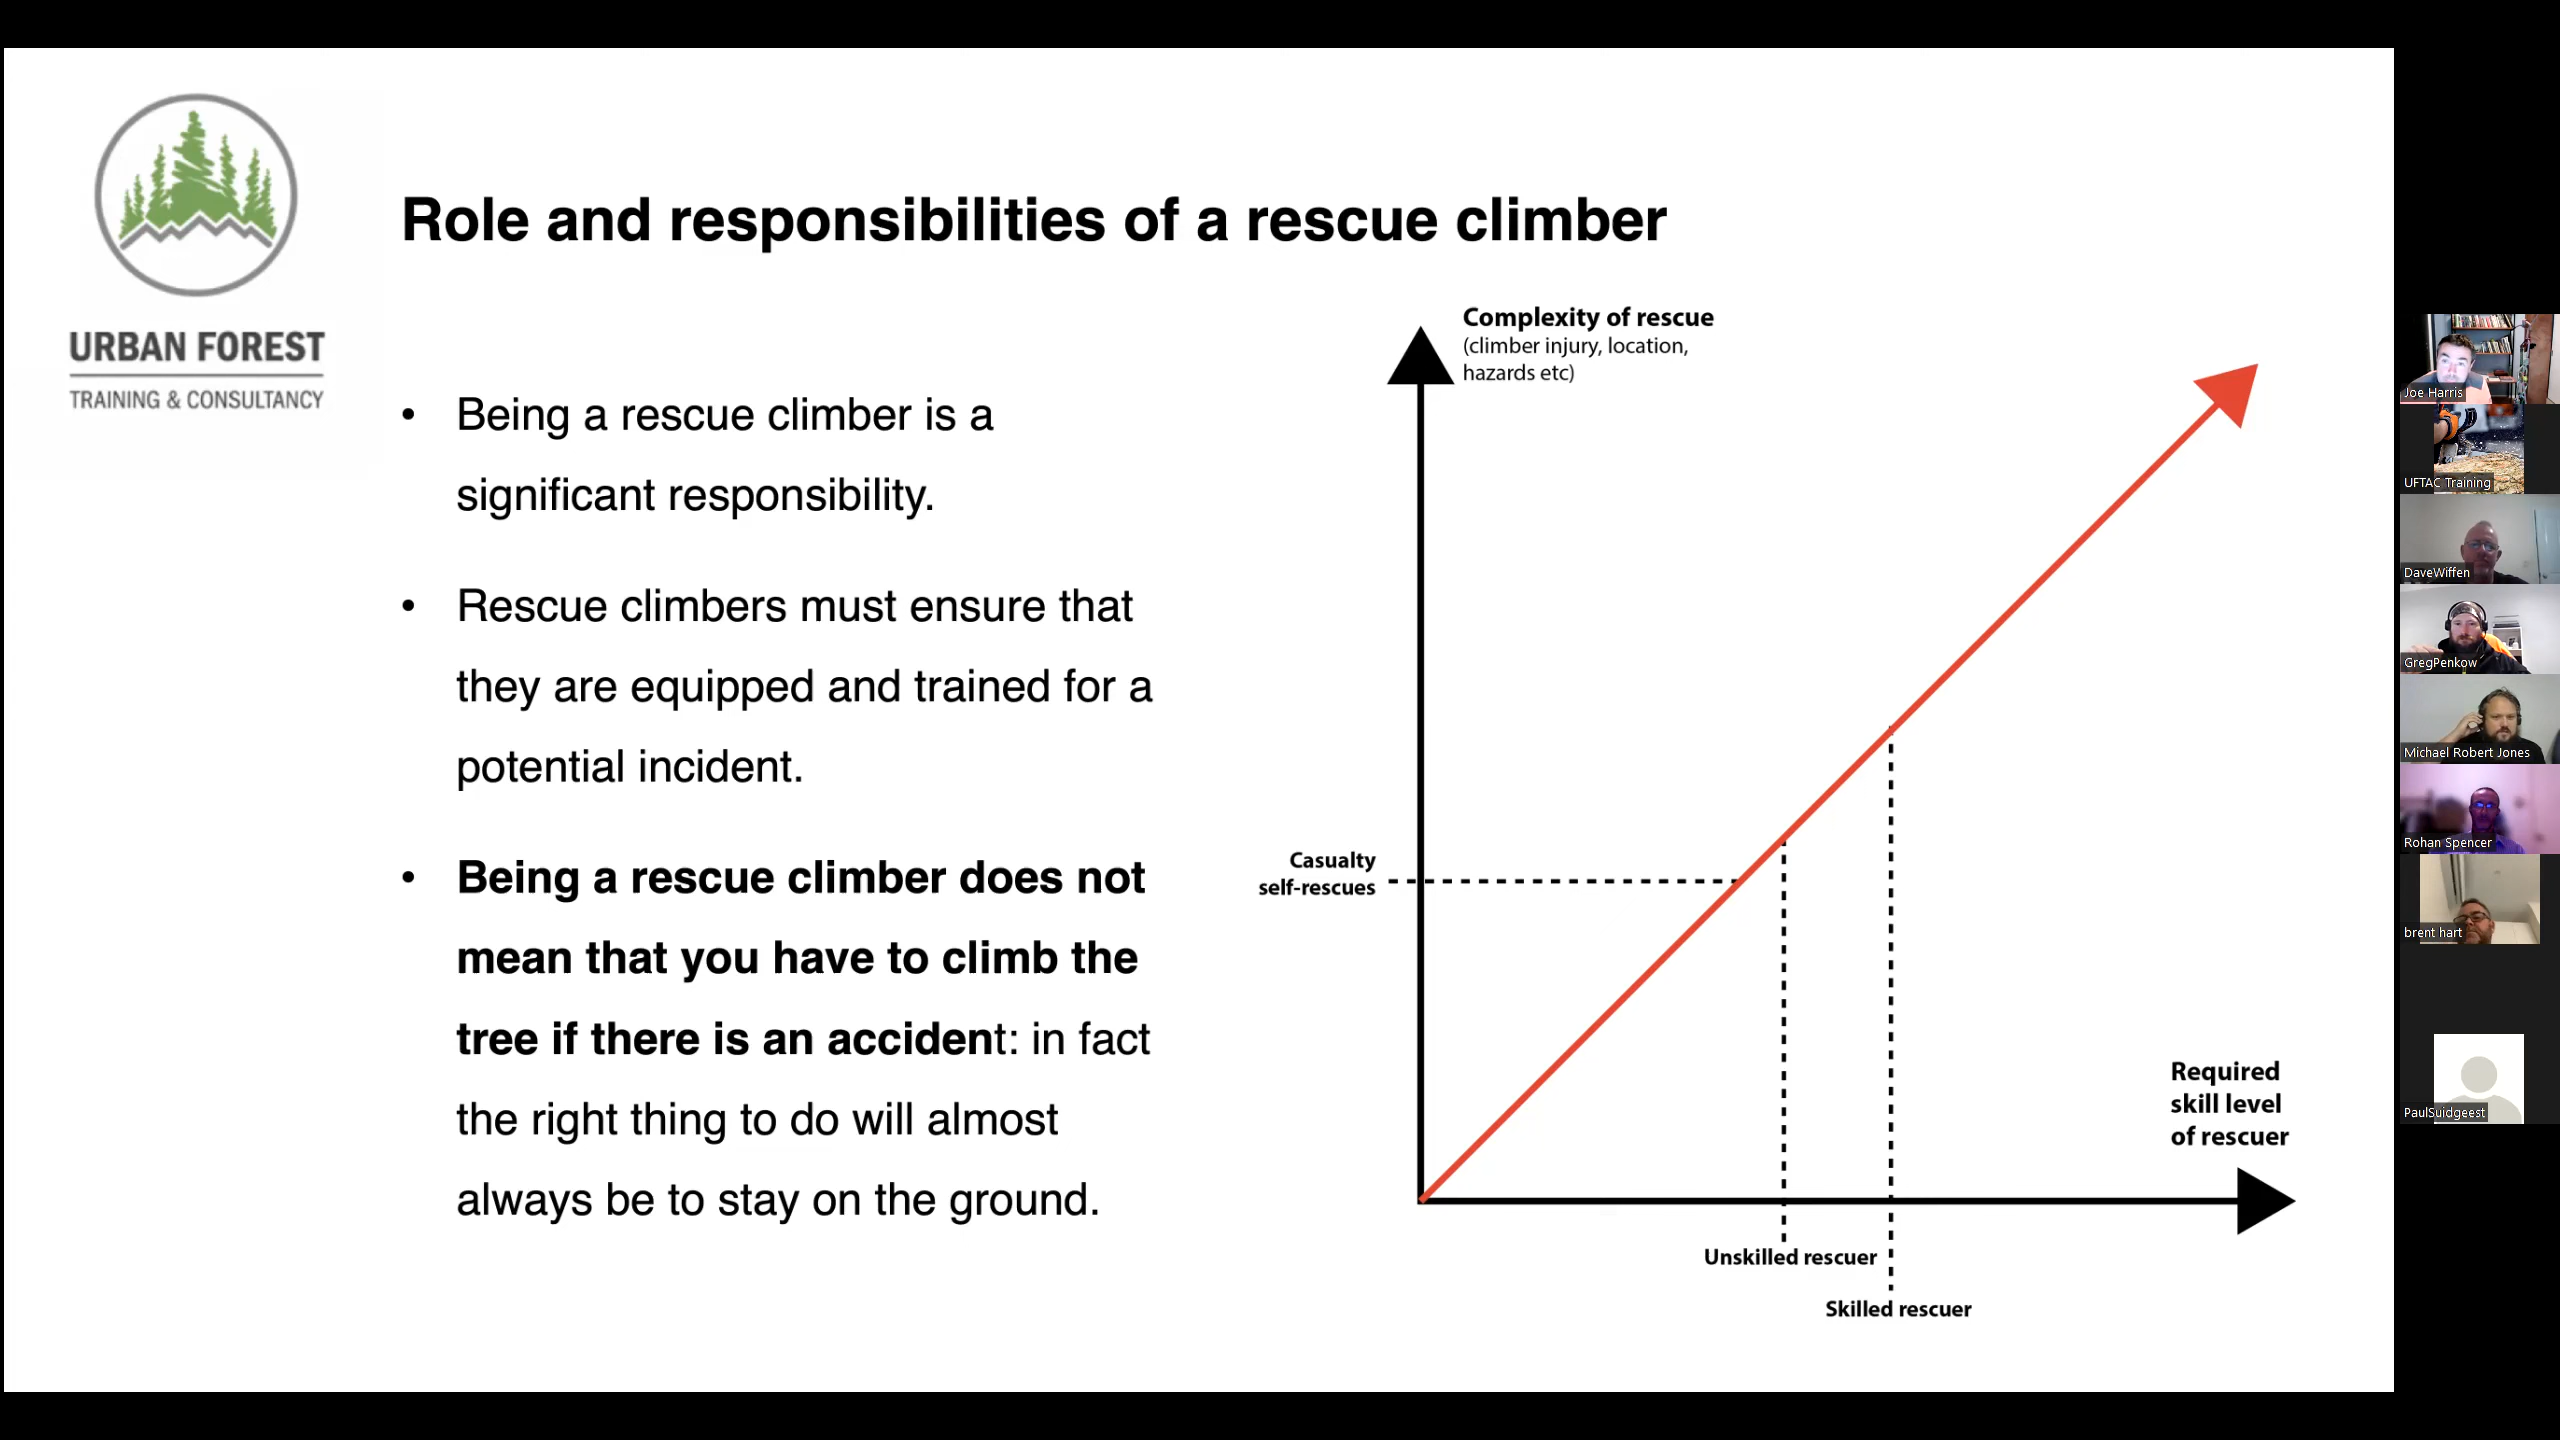 URBAN FOREST
TRAINING & CONSULTANCY
Role and responsibilities of a rescue climber
• Being a rescue climber is a
significant responsibility.
• Rescue climbers must ensure that
they are equipped and trained for a
potential incident.
• Being a rescue climber does not
mean that you have to climb the
tree if there is an accident: in fact
the right thing to do will almost
always be to stay on the ground.
Complexity of rescue
(climber injury, location,
hazards etc)
Casualty
self-rescues
Required
skill level
of rescuer
Unskilled rescuer
Skilled rescuer
Joe Harris
UFTAC Training
DaveWiffen
GregPenkow
Michael Robert Jones
Rohan Spencer
brent hart
PaulSuidgeest